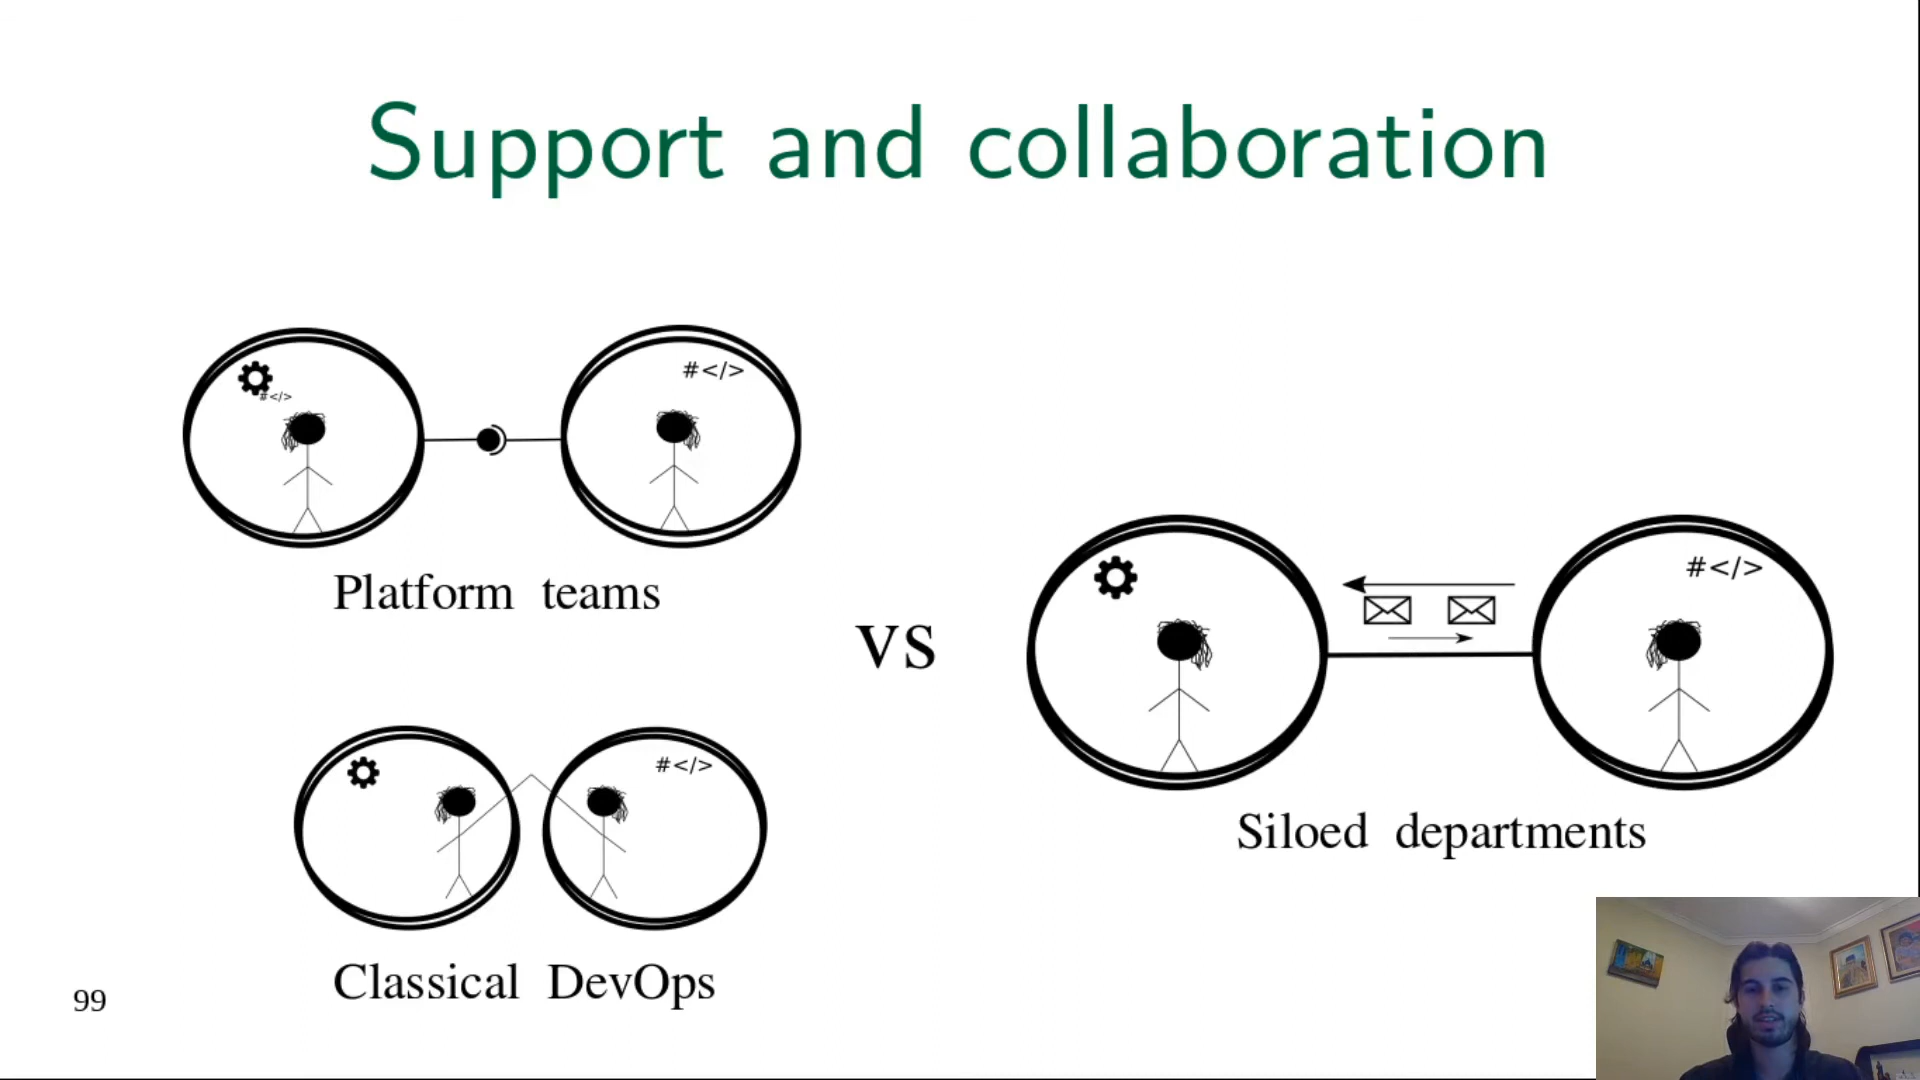 Support and collaboration
#</>
#</>
Platform teams
vs
#</>
Siloed departments
#</>
Classical DevOps
99